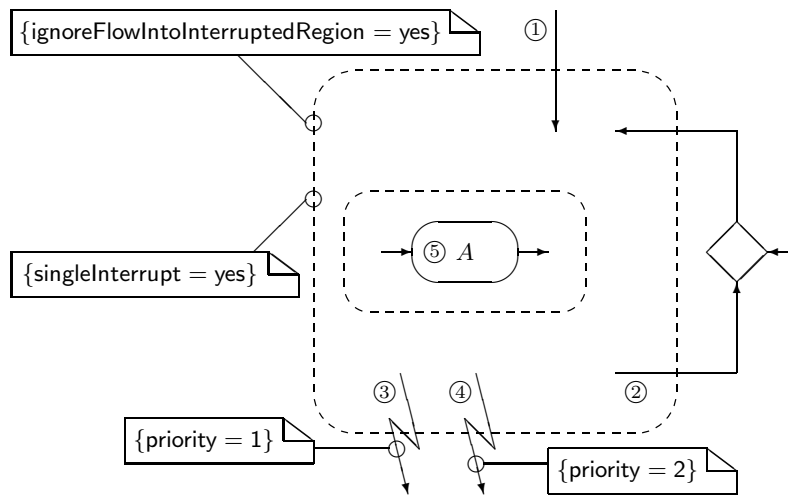 {ignoreFlowIntoInterruptedRegion = yes}
①
⑤ A
{singleInterrupt = yes}
③
④
②
{priority = 1}
{priority = 2}